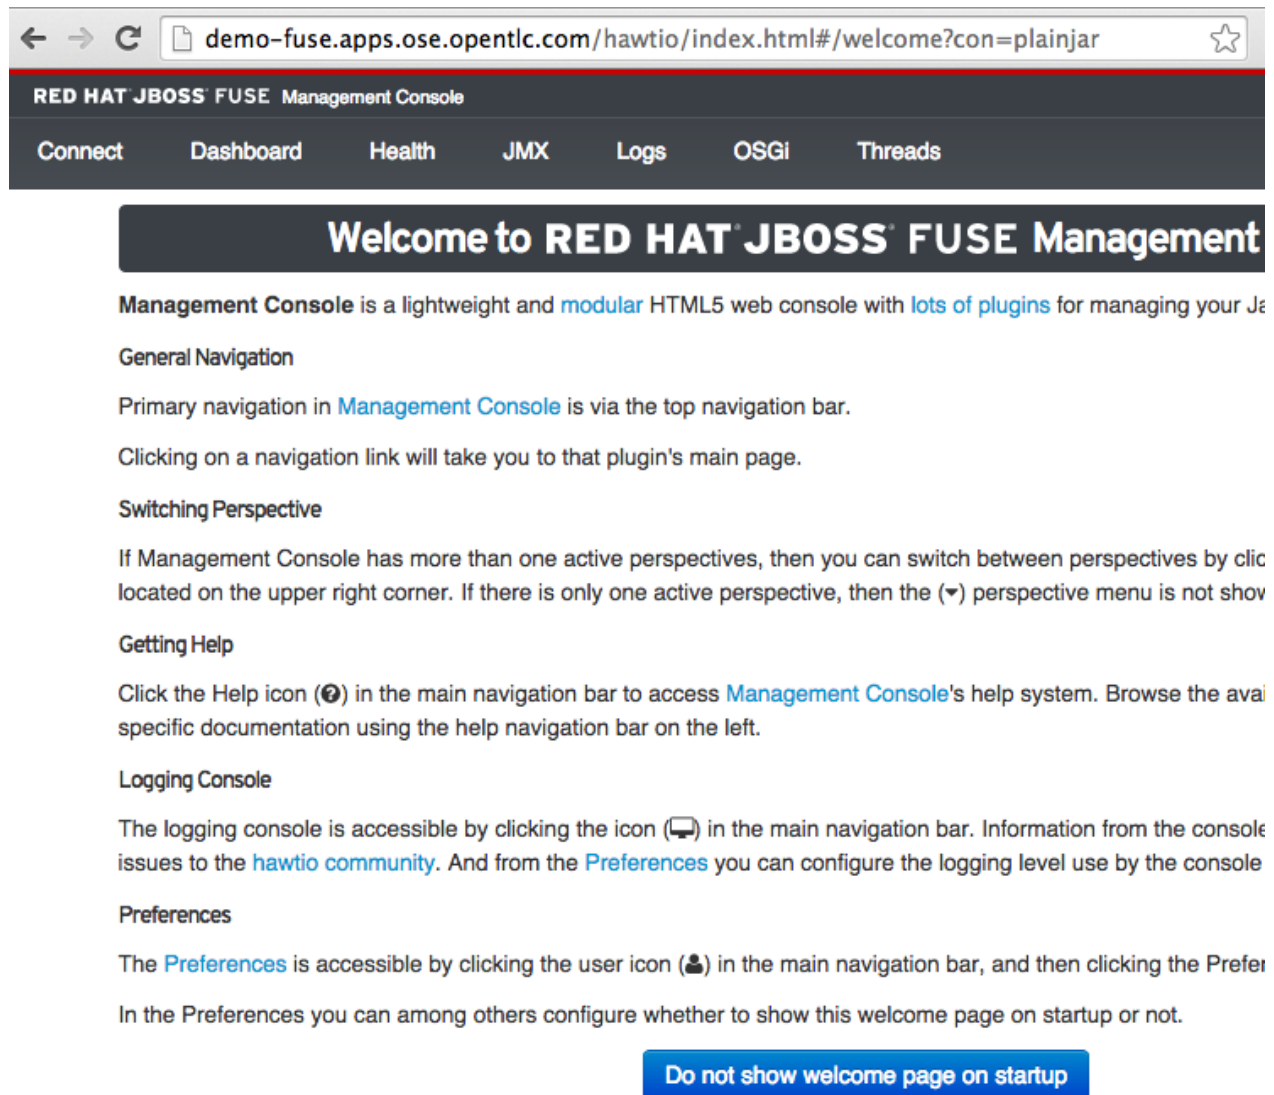 demo-fuse.apps.ose.opentlc.com/hawtio/index.html#/welcome?con=plainjar
RED HAT JBOSS FUSE Management Console
Connect Dashboard Health JMX Logs OSGi Threads
Welcome to RED HAT JBOSS FUSE Management
Management Console is a lightweight and modular HTML5 web console with lots of plugins for managing your Ja
General Navigation
Primary navigation in Management Console is via the top navigation bar.
Clicking on a navigation link will take you to that plugin's main page.
Switching Perspective
If Management Console has more than one active perspectives, then you can switch between perspectives by clic
located on the upper right corner. If there is only one active perspective, then the (▾) perspective menu is not show
Getting Help
Click the Help icon (?) in the main navigation bar to access Management Console's help system. Browse the avai
specific documentation using the help navigation bar on the left.
Logging Console
The logging console is accessible by clicking the icon () in the main navigation bar. Information from the console
issues to the hawtio community. And from the Preferences you can configure the logging level use by the console
Preferences
The Preferences is accessible by clicking the user icon () in the main navigation bar, and then clicking the Prefer
In the Preferences you can among others configure whether to show this welcome page on startup or not.
Do not show welcome page on startup